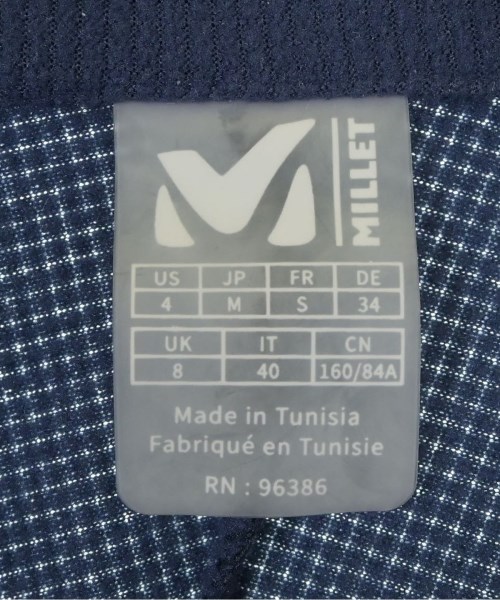 MILLET
US JP FR DE
4 M S 34
UK IT CN
8 40 160/84A
Made in Tunisia
Fabriqué en Tunisie
RN : 96386